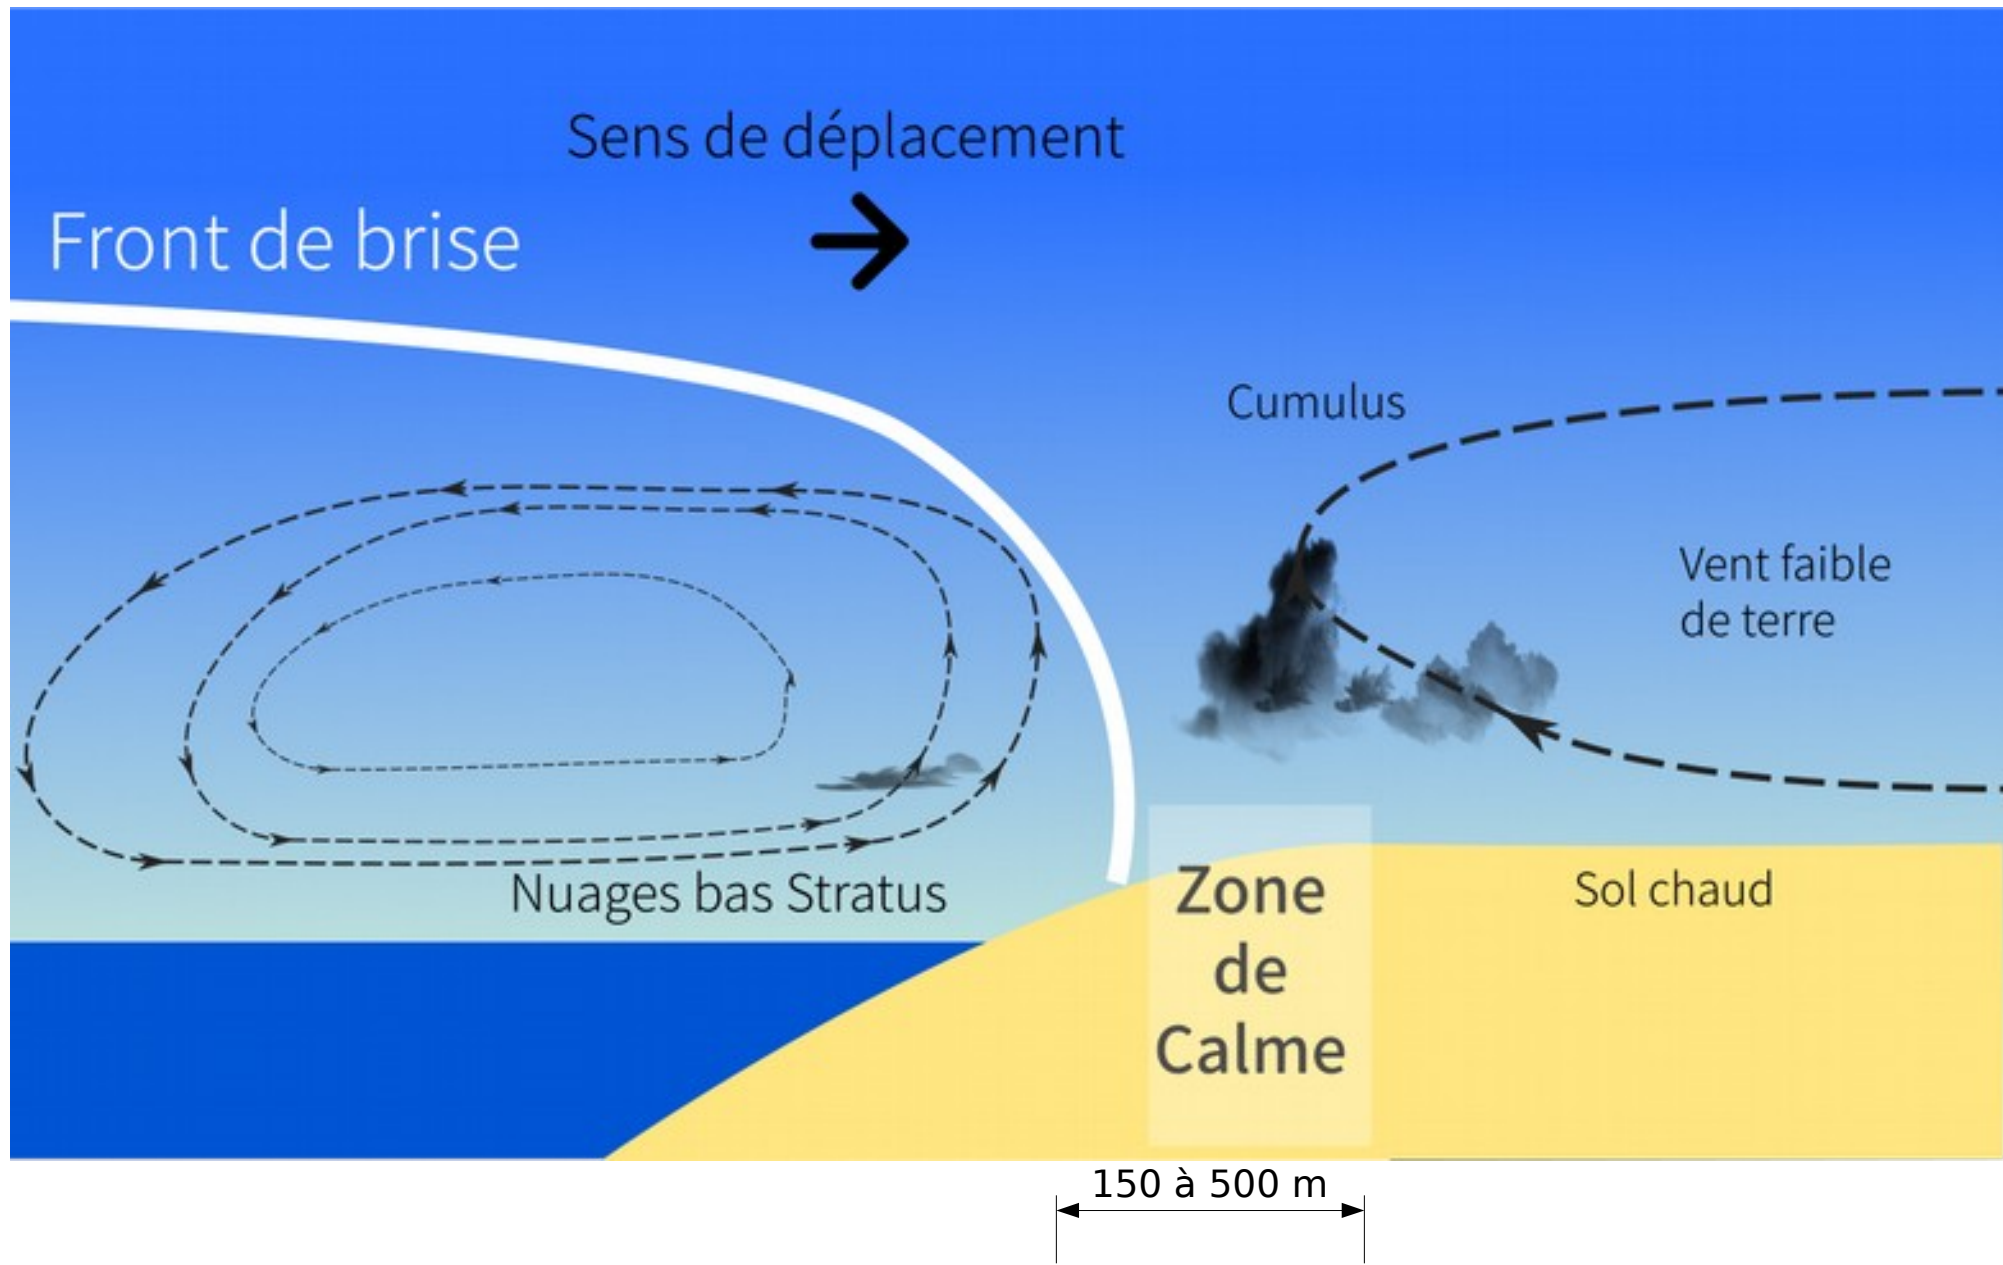 Sens de déplacement
Front de brise
Cumulus
Vent faible
de terre
Nuages bas Stratus
Sol chaud
Zone
de
Calme
150 à 500 m